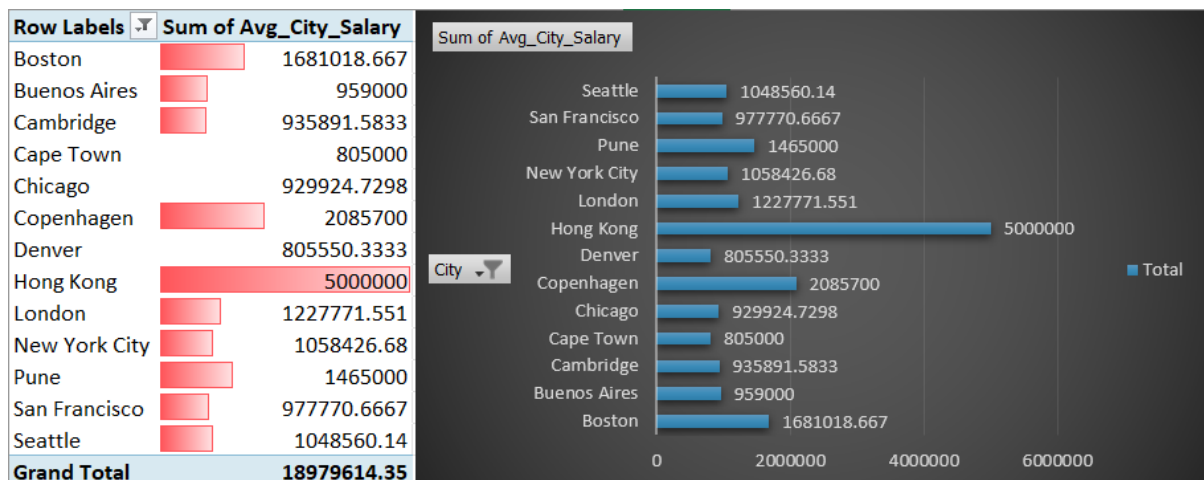 Row Labels Sum of Avg_City_Salary
Boston 1681018.667
Buenos Aires 959000
Cambridge 935891.5833
Cape Town 805000
Chicago 929924.7298
Copenhagen 2085700
Denver 805550.3333
Hong Kong 5000000
London 1227771.551
New York City 1058426.68
Pune 1465000
San Francisco 977770.6667
Seattle 1048560.14
Grand Total 18979614.35
Sum of Avg_City_Salary
Seattle 1048560.14
San Francisco 977770.6667
Pune 1465000
New York City 1058426.68
London 1227771.551
Hong Kong 5000000
Denver 805550.3333
City
Copenhagen 2085700
Total
Chicago 929924.7298
Cape Town 805000
Cambridge 935891.5833
Buenos Aires 959000
Boston 1681018.667
0 2000000 4000000 6000000